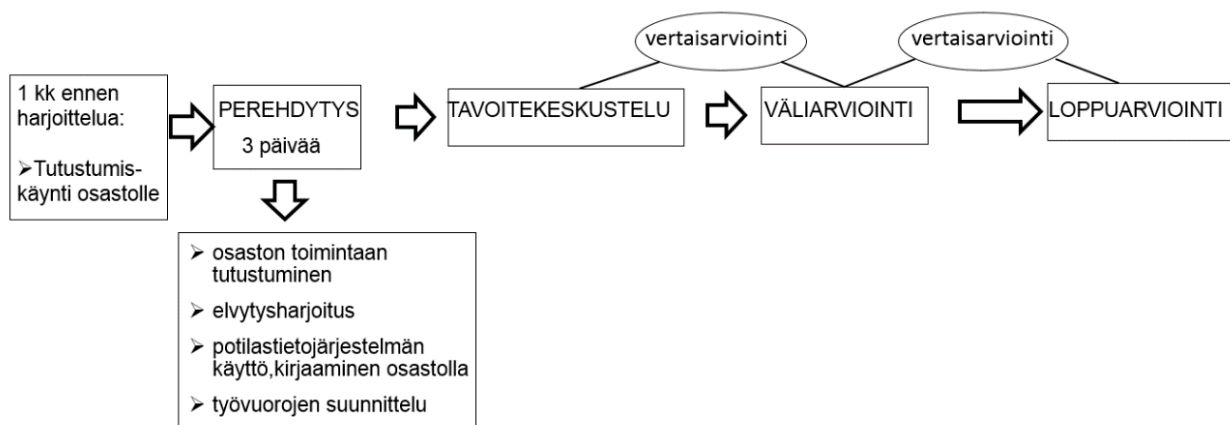 vertaisarviointi
vertaisarviointi
1 kk ennen
harjoittelua:
➢Tutustumis-
käynti osastolle
PEREHDYTYS
3 päivää
TAVOITEKESKUSTELU
VÄLIARVIOINTI
LOPPUARVIOINTI
➢ osaston toimintaan
tutustuminen
➢ elvytysharjoitus
➢ potilastietojärjestelmän
käyttö,kirjaaminen osastolla
➢ työvuorojen suunnittelu